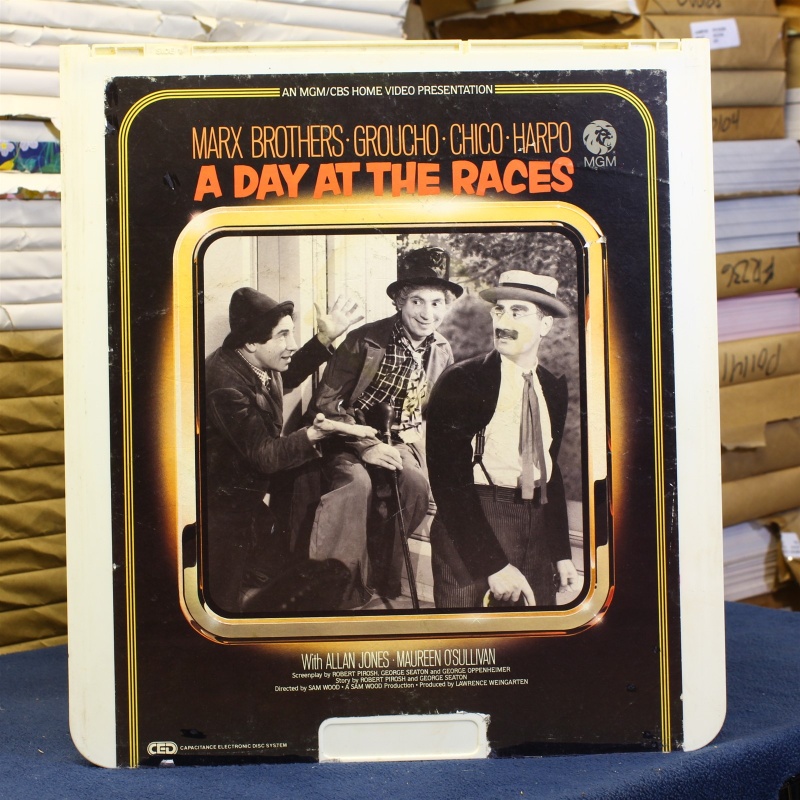 AN MGM/CBS HOME VIDEO PRESENTATION
MARX BROTHERS · GROUCHO · CHICO · HARPO
MGM
A DAY AT THE RACES
With ALLAN JONES · MAUREEN O'SULLIVAN
Screenplay by ROBERT PIROSH, GEORGE SEATON and GEORGE OPPENHEIMER
Story by ROBERT PIROSH and GEORGE SEATON
Directed by SAM WOOD · A SAM WOOD Production · Produced by LAWRENCE WEINGARTEN
CED CAPACITANCE ELECTRONIC DISC SYSTEM